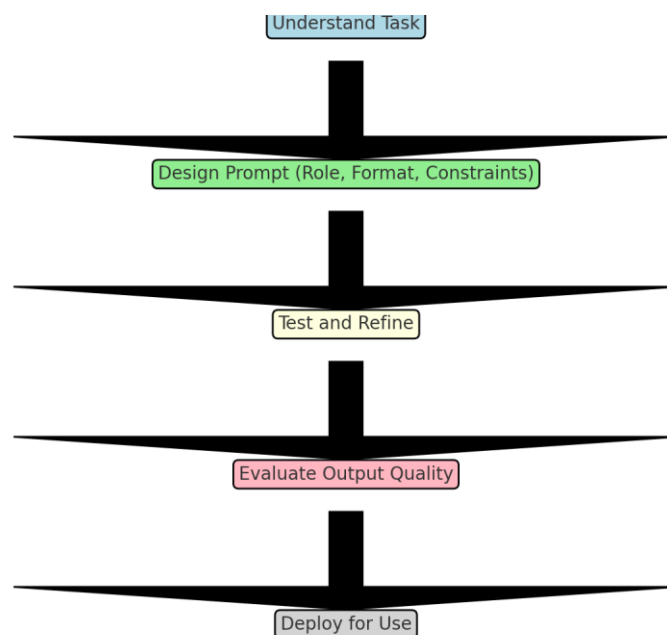 Understand Task
Design Prompt (Role, Format, Constraints)
Test and Refine
Evaluate Output Quality
Deploy for Use